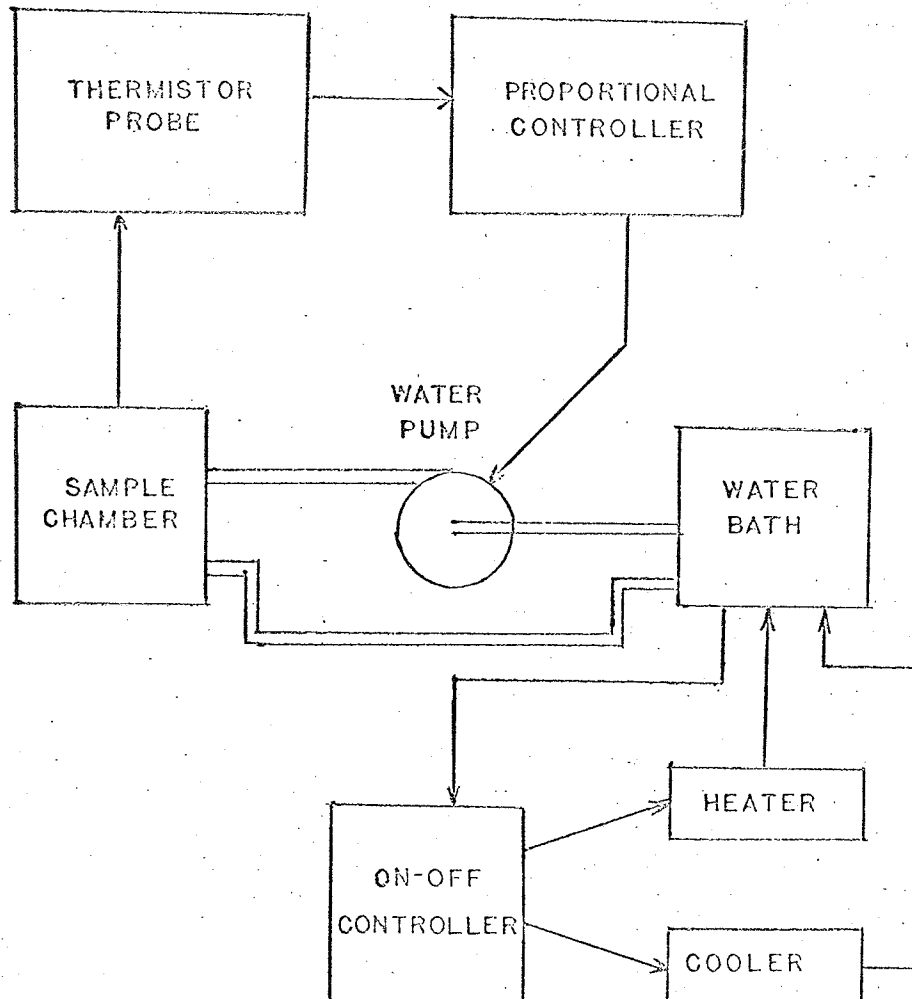 THERMISTOR
PROBE
PROPORTIONAL
CONTROLLER
WATER
PUMP
SAMPLE
CHAMBER
WATER
BATH
HEATER
ON-OFF
CONTROLLER
COOLER